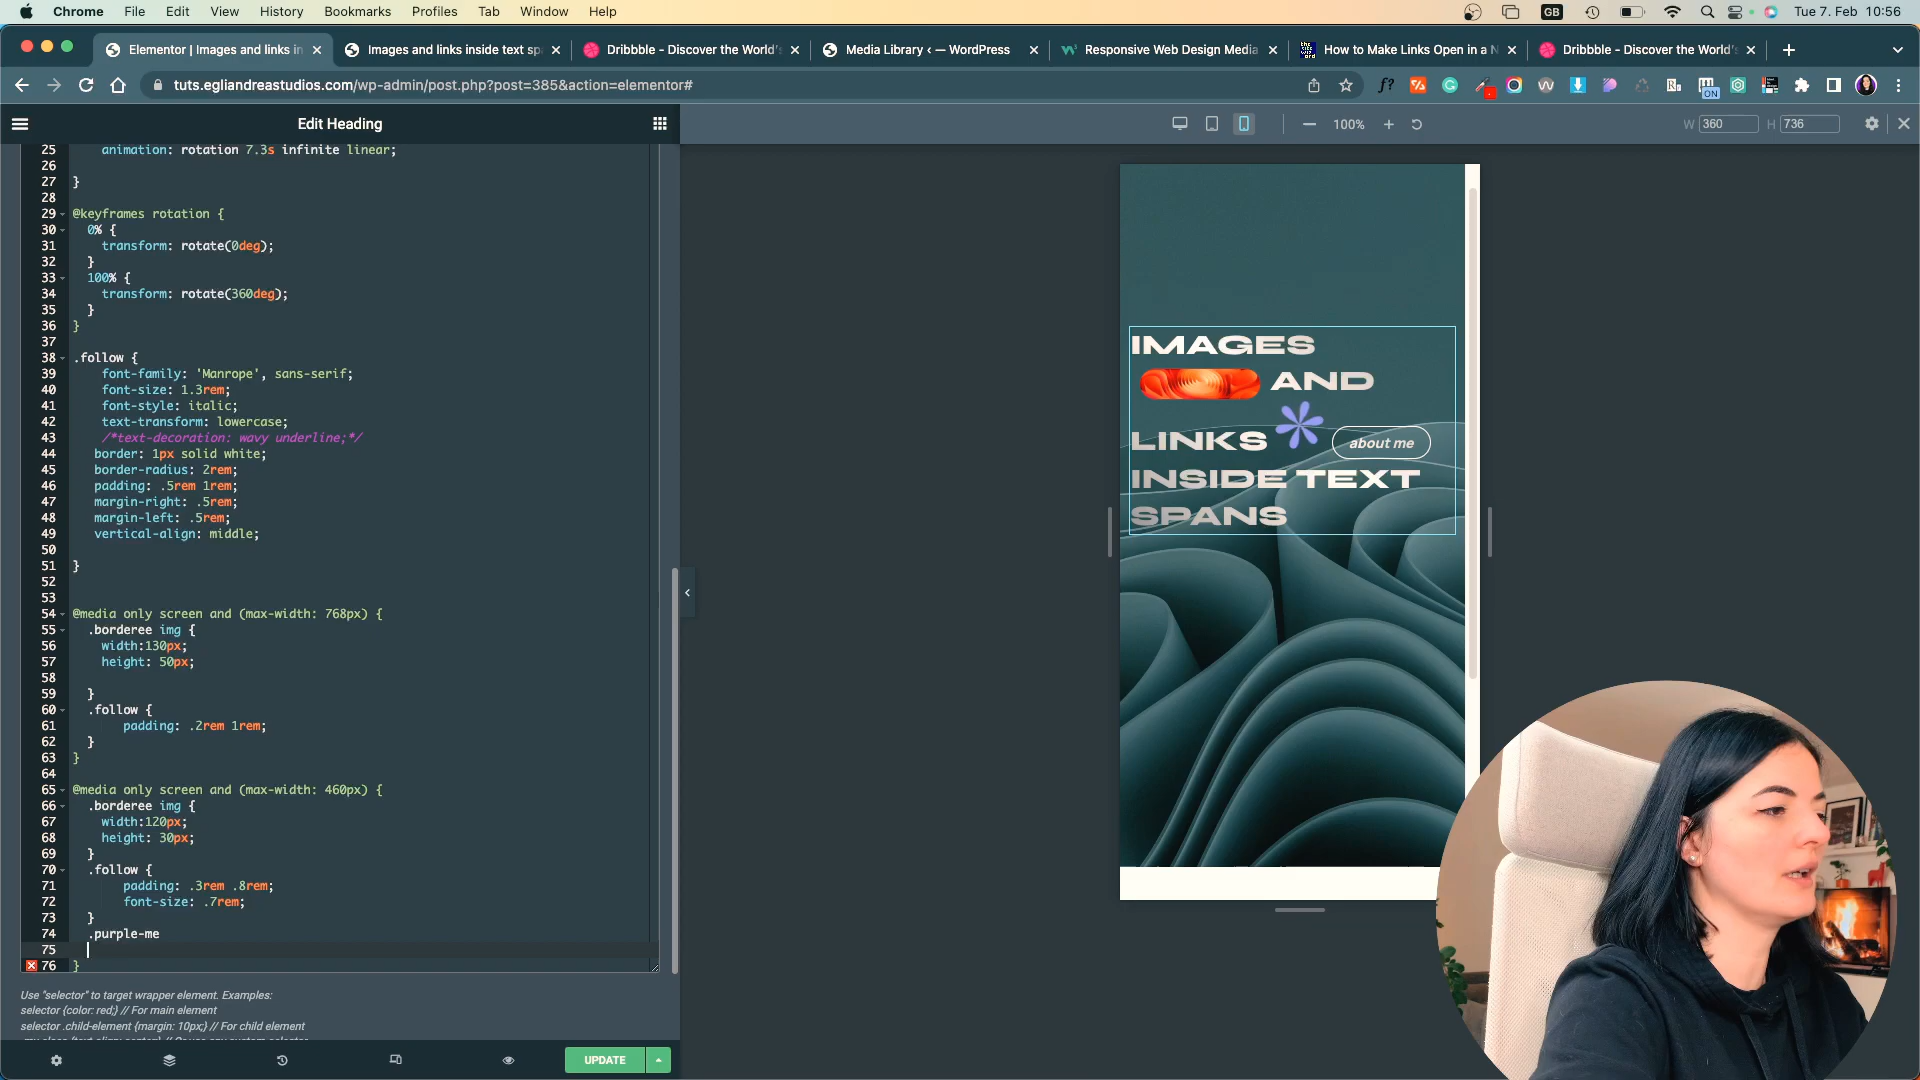 Chrome File Edit View History Bookmarks Profiles Tab Window Help
GB
Tue 7. Feb 10:56
Elementor | Images and links in
Images and links inside text sp
Dribbble - Discover the World's
Media Library ‹ — WordPress
Responsive Web Design Media
How to Make Links Open in a N
Dribbble - Discover the World's
tuts.egliandreastudios.com/wp-admin/post.php?post=385&action=elementor#
ON
Edit Heading
100%
W 360
H 736
25 animation: rotation 7.3s infinite linear;
26
27 }
28
29 @keyframes rotation {
30 0% {
31 transform: rotate(0deg);
32 }
33 100% {
34 transform: rotate(360deg);
35 }
36 }
37
38 .follow {
39 font-family: 'Manrope', sans-serif;
40 font-size: 1.3rem;
41 font-style: italic;
42 text-transform: lowercase;
43 /*text-decoration: wavy underline;*/
44 border: 1px solid white;
45 border-radius: 2rem;
46 padding: .5rem 1rem;
47 margin-right: .5rem;
48 margin-left: .5rem;
49 vertical-align: middle;
50
51 }
52
53
54 @media only screen and (max-width: 768px) {
55 .borderee img {
56 width:130px;
57 height: 50px;
58
59 }
60 .follow {
61 padding: .2rem 1rem;
62 }
63 }
64
65 @media only screen and (max-width: 460px) {
66 .borderee img {
67 width:120px;
68 height: 30px;
69 }
70 .follow {
71 padding: .3rem .8rem;
72 font-size: .7rem;
73 }
74 .purple-me
75
76 }
Use "selector" to target wrapper element. Examples:
selector {color: red;} // For main element
selector .child-element {margin: 10px;} // For child element
UPDATE
IMAGES
AND
LINKS about me
INSIDE TEXT
SPANS